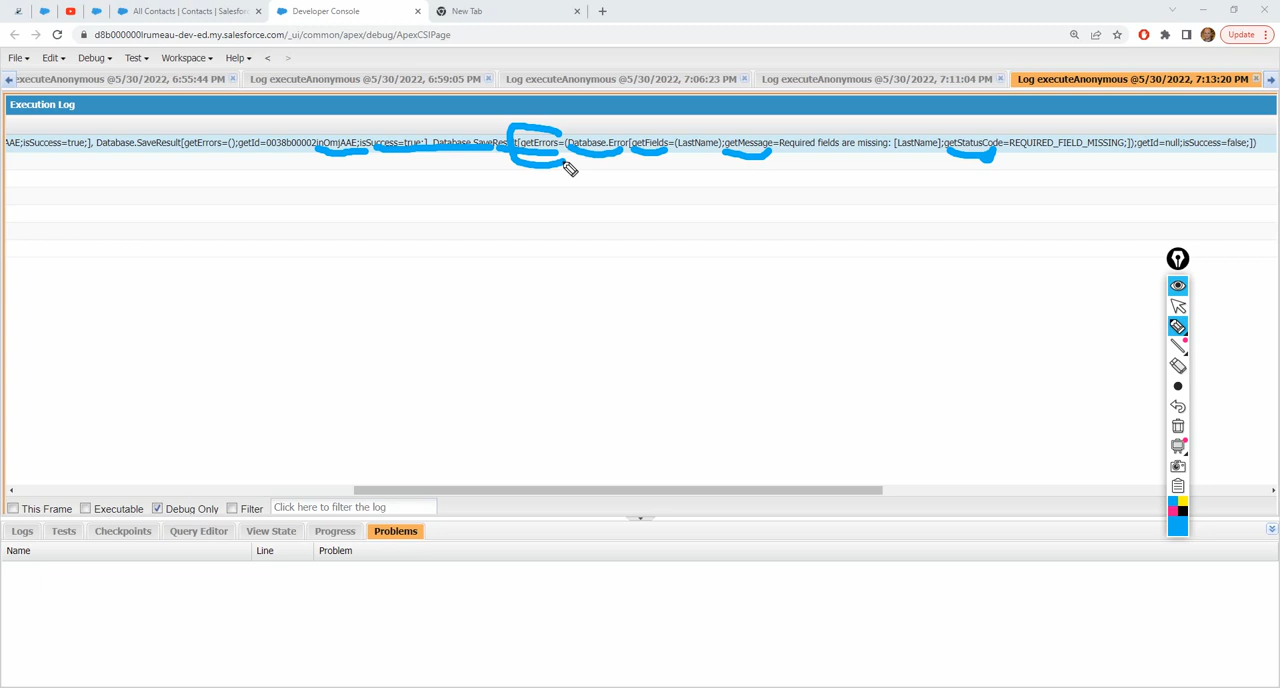 All Contacts | Contacts | Salesfor
Developer Console
New Tab
d8b000000lrumeau-dev-ed.my.salesforce.com/_ui/common/apex/debug/ApexCSIPage
Update
File Edit Debug Test Workspace Help < >
executeAnonymous @5/30/2022, 6:55:44 PM
Log executeAnonymous @5/30/2022, 6:59:05 PM
Log executeAnonymous @5/30/2022, 7:06:23 PM
Log executeAnonymous @5/30/2022, 7:11:04 PM
Log executeAnonymous @5/30/2022, 7:13:20 PM
Execution Log
AAE;isSuccess=true;], Database.SaveResult[getErrors=();getId=0038b00002inOmjAAE;isSuccess=true;], Database.SaveResult[getErrors=(Database.Error[getFields=(LastName);getMessage=Required fields are missing: [LastName];getStatusCode=REQUIRED_FIELD_MISSING;]);getId=null;isSuccess=false;])
This Frame Executable Debug Only Filter Click here to filter the log
Logs Tests Checkpoints Query Editor View State Progress Problems
Name Line Problem